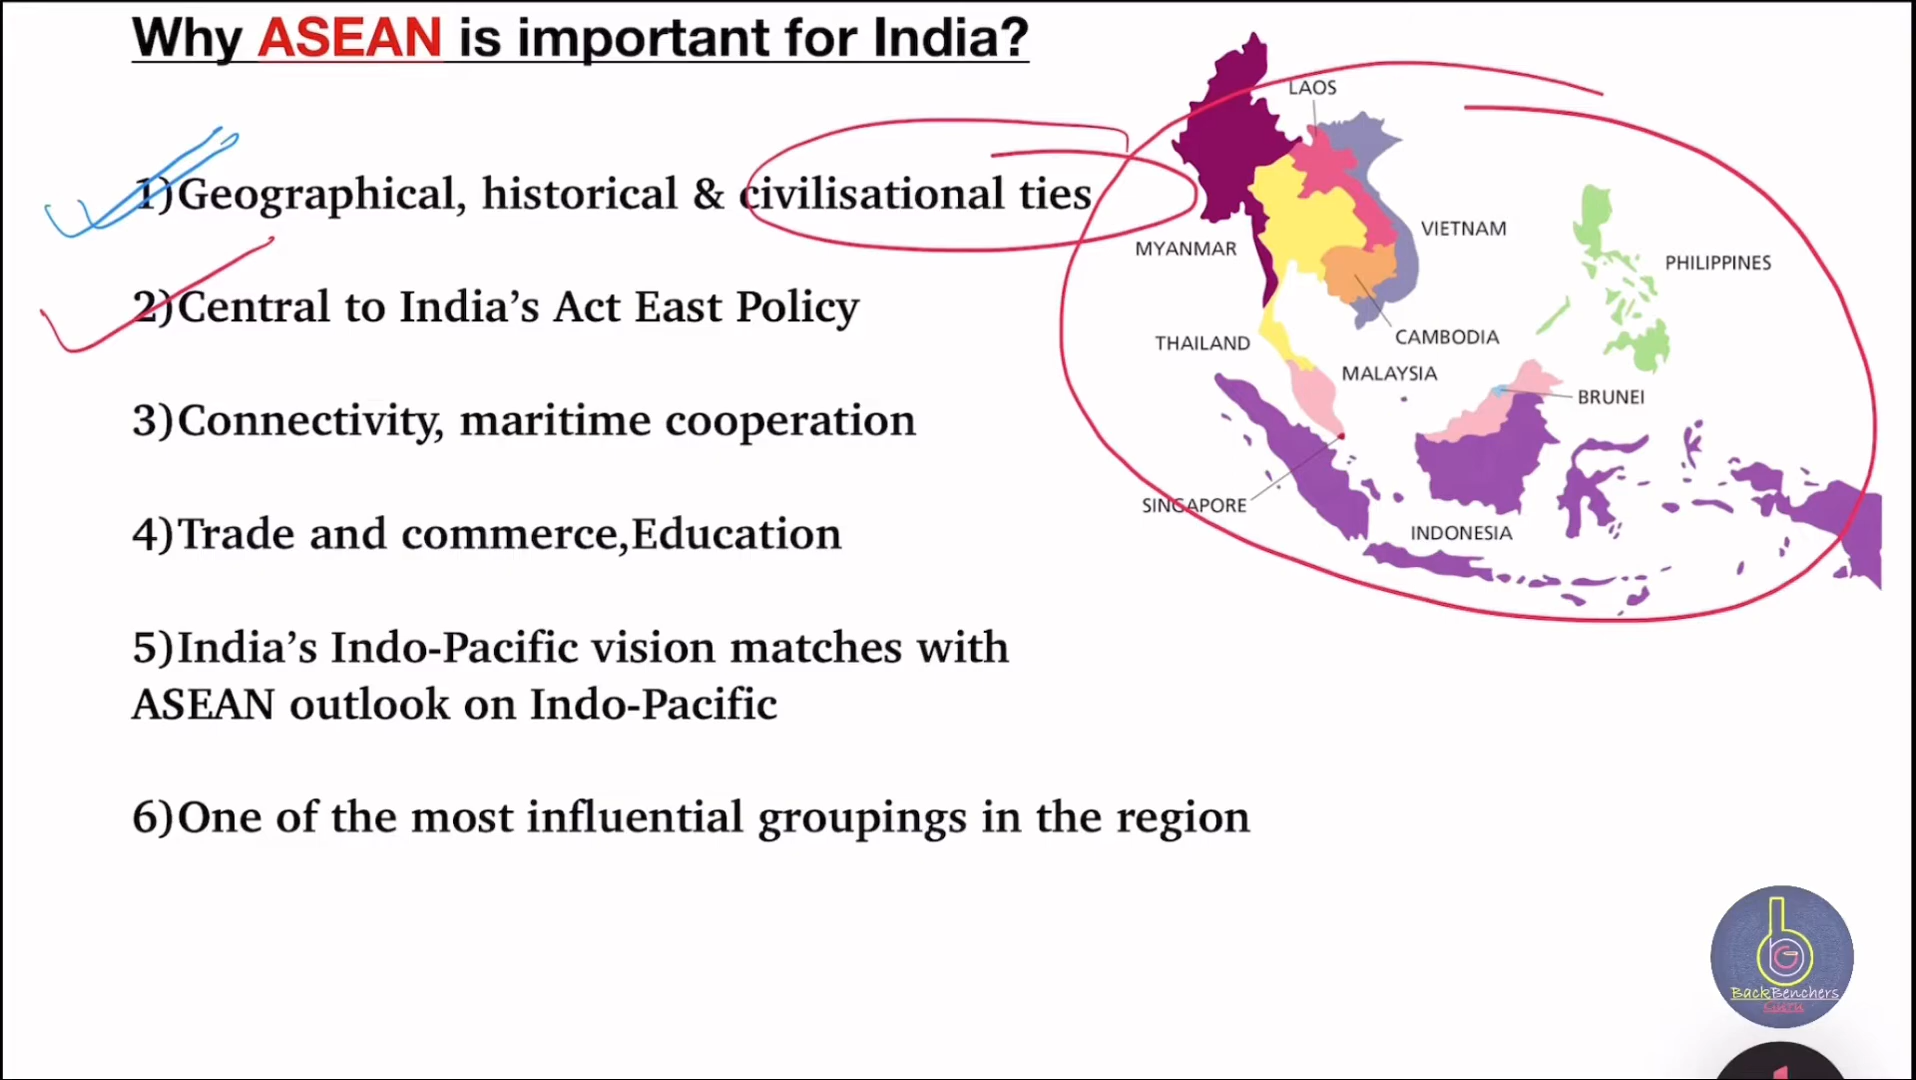 Why ASEAN is important for India?
1)Geographical, historical & civilisational ties
2)Central to India’s Act East Policy
3)Connectivity, maritime cooperation
4)Trade and commerce,Education
5)India’s Indo-Pacific vision matches with
ASEAN outlook on Indo-Pacific
6)One of the most influential groupings in the region
LAOS
VIETNAM
MYANMAR
PHILIPPINES
THAILAND
CAMBODIA
MALAYSIA
BRUNEI
SINGAPORE
INDONESIA
BackBenchers
Guru